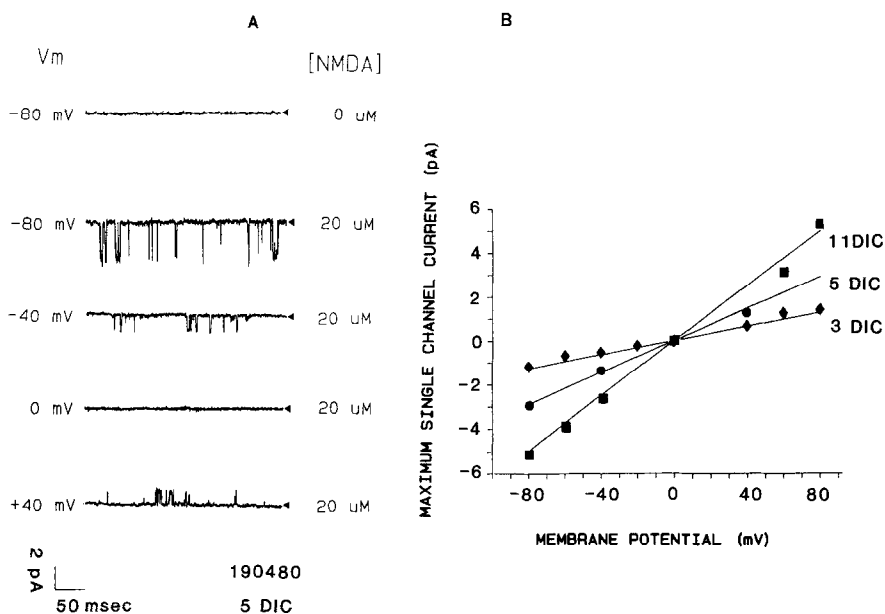 A
Vm
[NMDA]
-80 mV
0 uM
-80 mV
20 uM
-40 mV
20 uM
0 mV
20 uM
+40 mV
20 uM
2 pA
50 msec
190480
5 DIC
B
MAXIMUM SINGLE CHANNEL CURRENT (pA)
6
4
2
0
-2
-4
-6
-80
-40
0
40
80
MEMBRANE POTENTIAL (mV)
11DIC
5 DIC
3 DIC